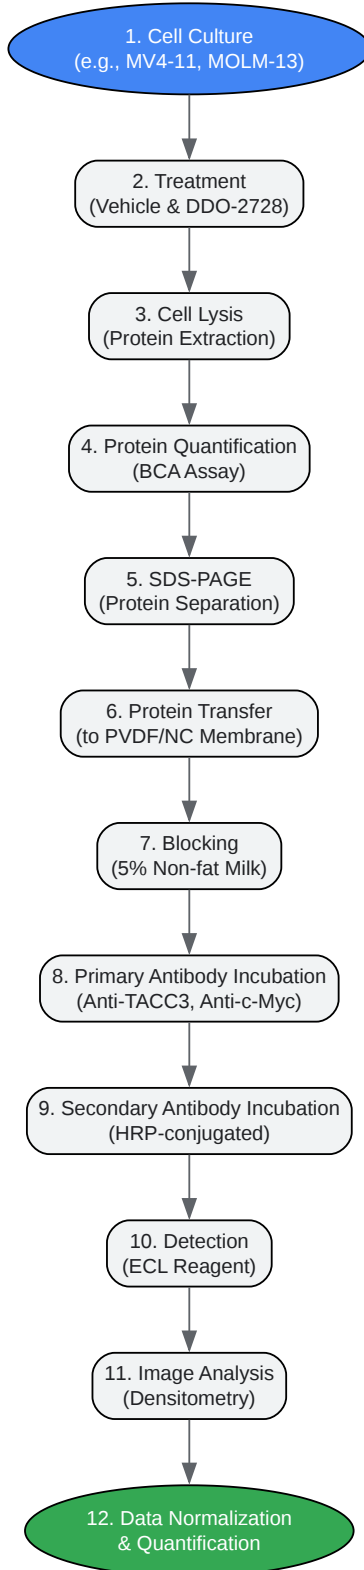 1. Cell Culture
(e.g., MV4-11, MOLM-13)
2. Treatment
(Vehicle & DDO-2728)
3. Cell Lysis
(Protein Extraction)
4. Protein Quantification
(BCA Assay)
5. SDS-PAGE
(Protein Separation)
6. Protein Transfer
(to PVDF/NC Membrane)
7. Blocking
(5% Non-fat Milk)
8. Primary Antibody Incubation
(Anti-TACC3, Anti-c-Myc)
9. Secondary Antibody Incubation
(HRP-conjugated)
10. Detection
(ECL Reagent)
11. Image Analysis
(Densitometry)
12. Data Normalization
& Quantification